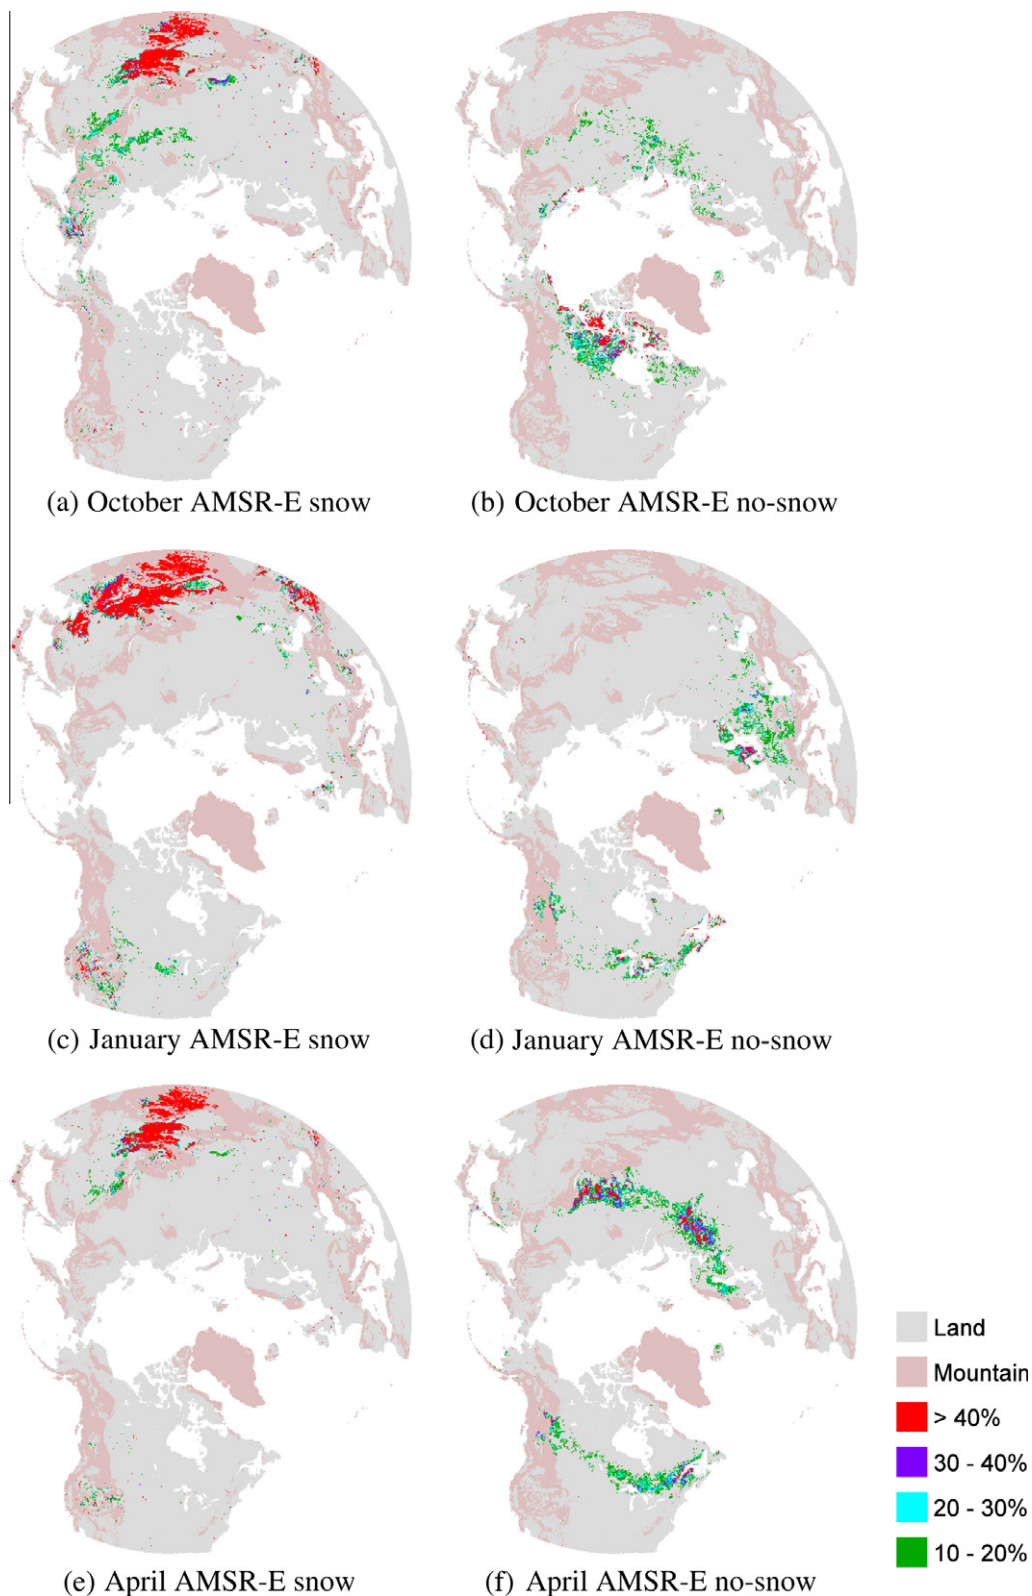 (a) October AMSR-E snow
(b) October AMSR-E no-snow
(c) January AMSR-E snow
(d) January AMSR-E no-snow
Land
Mountain
> 40%
30 - 40%
20 - 30%
10 - 20%
(e) April AMSR-E snow
(f) April AMSR-E no-snow